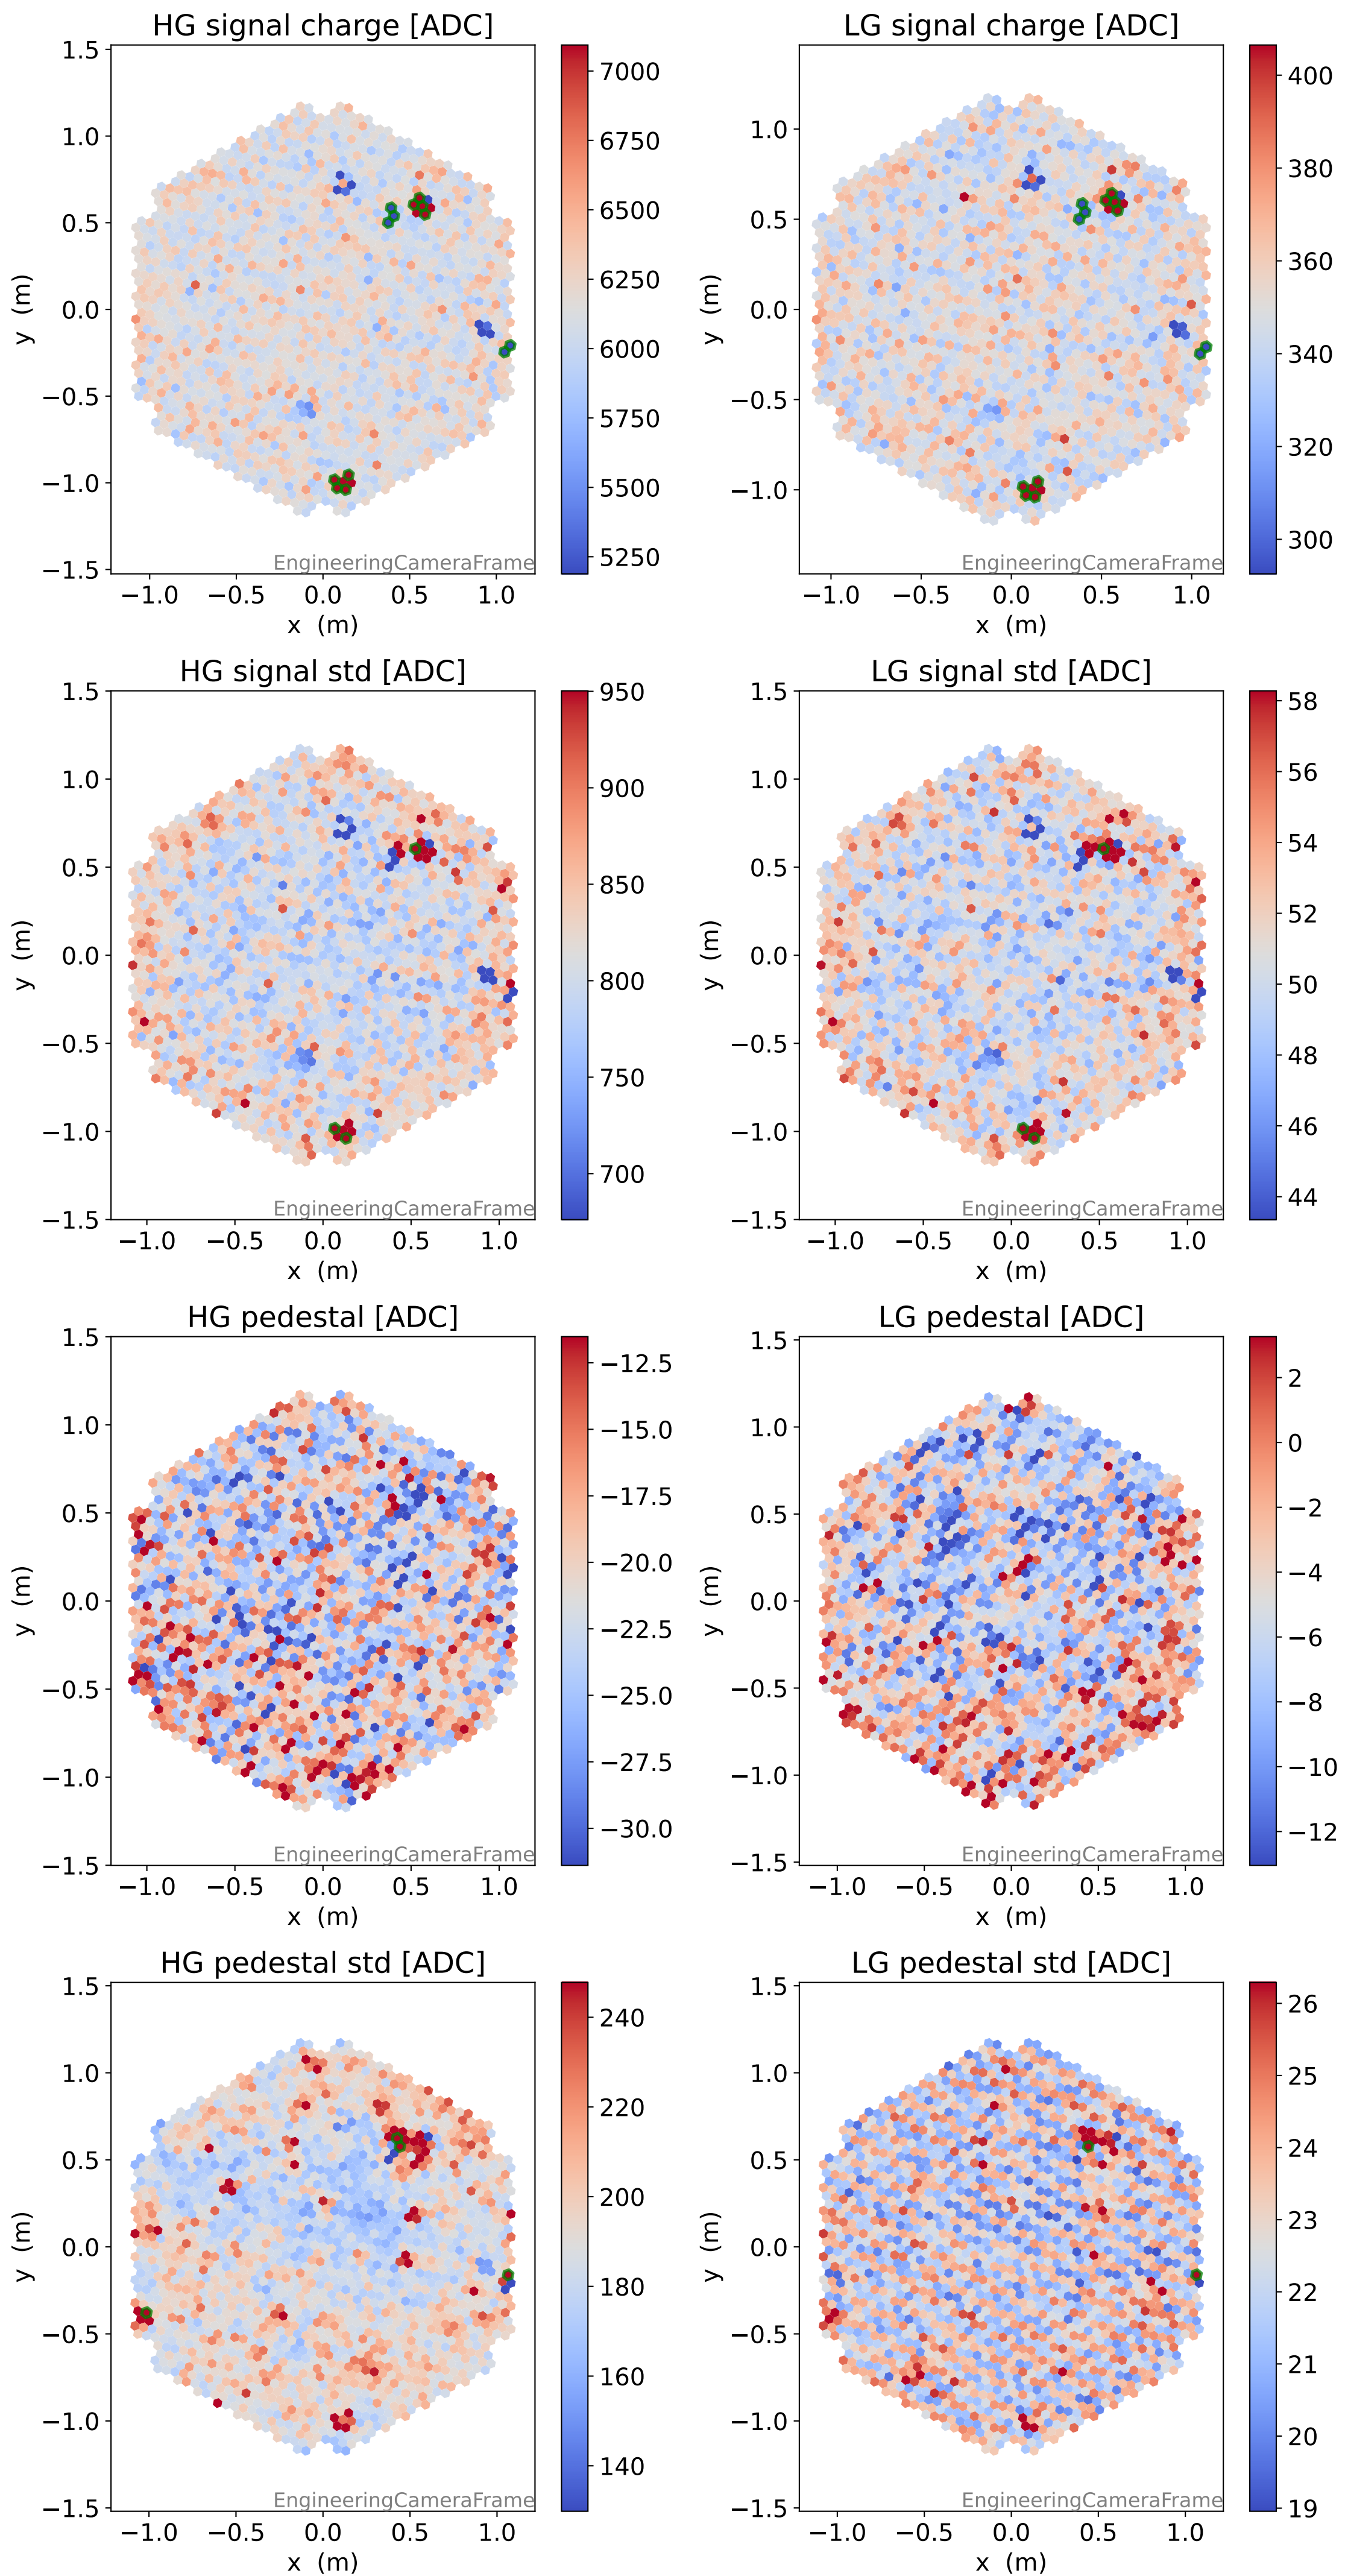 HG signal charge [ADC]
LG signal charge [ADC]
1.5
1.0
0.5
0.0
−0.5
−1.0
−1.5
y (m)
−1.0 −0.5 0.0 0.5 1.0
x (m)
EngineeringCameraFrame
7000
6750
6500
6250
6000
5750
5500
5250
1.0
0.5
0.0
−0.5
−1.0
y (m)
−1.0 −0.5 0.0 0.5 1.0
x (m)
EngineeringCameraFrame
400
380
360
340
320
300
HG signal std [ADC]
LG signal std [ADC]
1.5
1.0
0.5
0.0
−0.5
−1.0
−1.5
y (m)
−1.0 −0.5 0.0 0.5 1.0
x (m)
EngineeringCameraFrame
950
900
850
800
750
700
1.5
1.0
0.5
0.0
−0.5
−1.0
−1.5
y (m)
−1.0 −0.5 0.0 0.5 1.0
x (m)
EngineeringCameraFrame
58
56
54
52
50
48
46
44
HG pedestal [ADC]
LG pedestal [ADC]
1.5
1.0
0.5
0.0
−0.5
−1.0
−1.5
y (m)
−1.0 −0.5 0.0 0.5 1.0
x (m)
EngineeringCameraFrame
−12.5
−15.0
−17.5
−20.0
−22.5
−25.0
−27.5
−30.0
1.5
1.0
0.5
0.0
−0.5
−1.0
−1.5
y (m)
−1.0 −0.5 0.0 0.5 1.0
x (m)
EngineeringCameraFrame
2
0
−2
−4
−6
−8
−10
−12
HG pedestal std [ADC]
LG pedestal std [ADC]
1.5
1.0
0.5
0.0
−0.5
−1.0
−1.5
y (m)
−1.0 −0.5 0.0 0.5 1.0
x (m)
EngineeringCameraFrame
240
220
200
180
160
140
1.5
1.0
0.5
0.0
−0.5
−1.0
−1.5
y (m)
−1.0 −0.5 0.0 0.5 1.0
x (m)
EngineeringCameraFrame
26
25
24
23
22
21
20
19